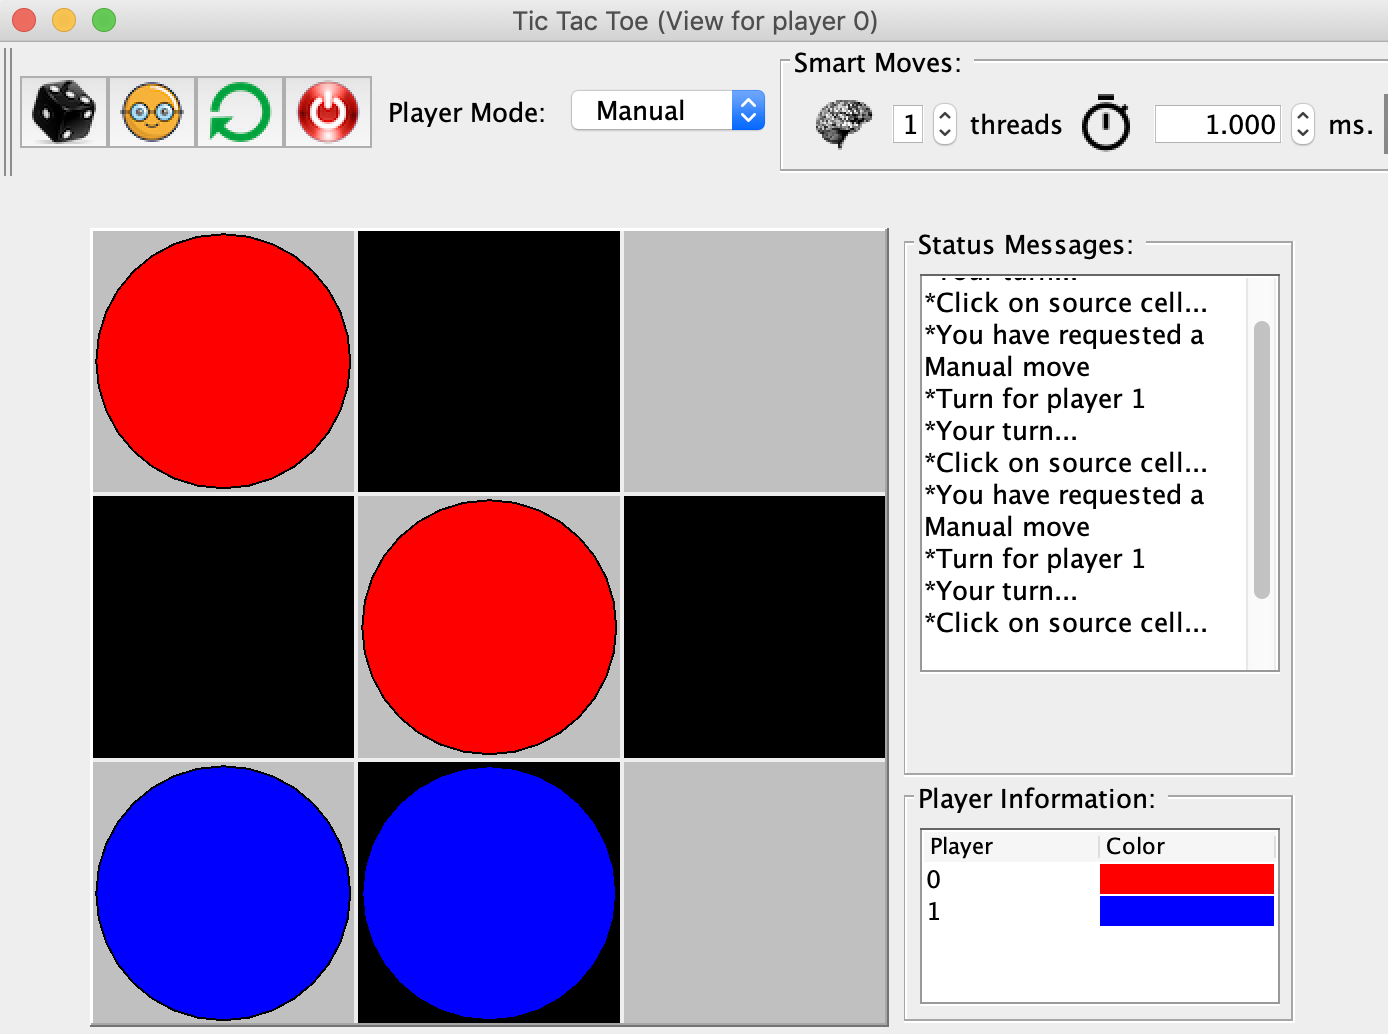 Tic Tac Toe (View for player 0)
Smart Moves:
Player Mode: Manual
1 threads 1.000 ms.
Status Messages:
*Your turn...
*Click on source cell...
*You have requested a
Manual move
*Turn for player 1
*Your turn...
*Click on source cell...
*You have requested a
Manual move
*Turn for player 1
*Your turn...
*Click on source cell...
Player Information:
Player Color
0
1